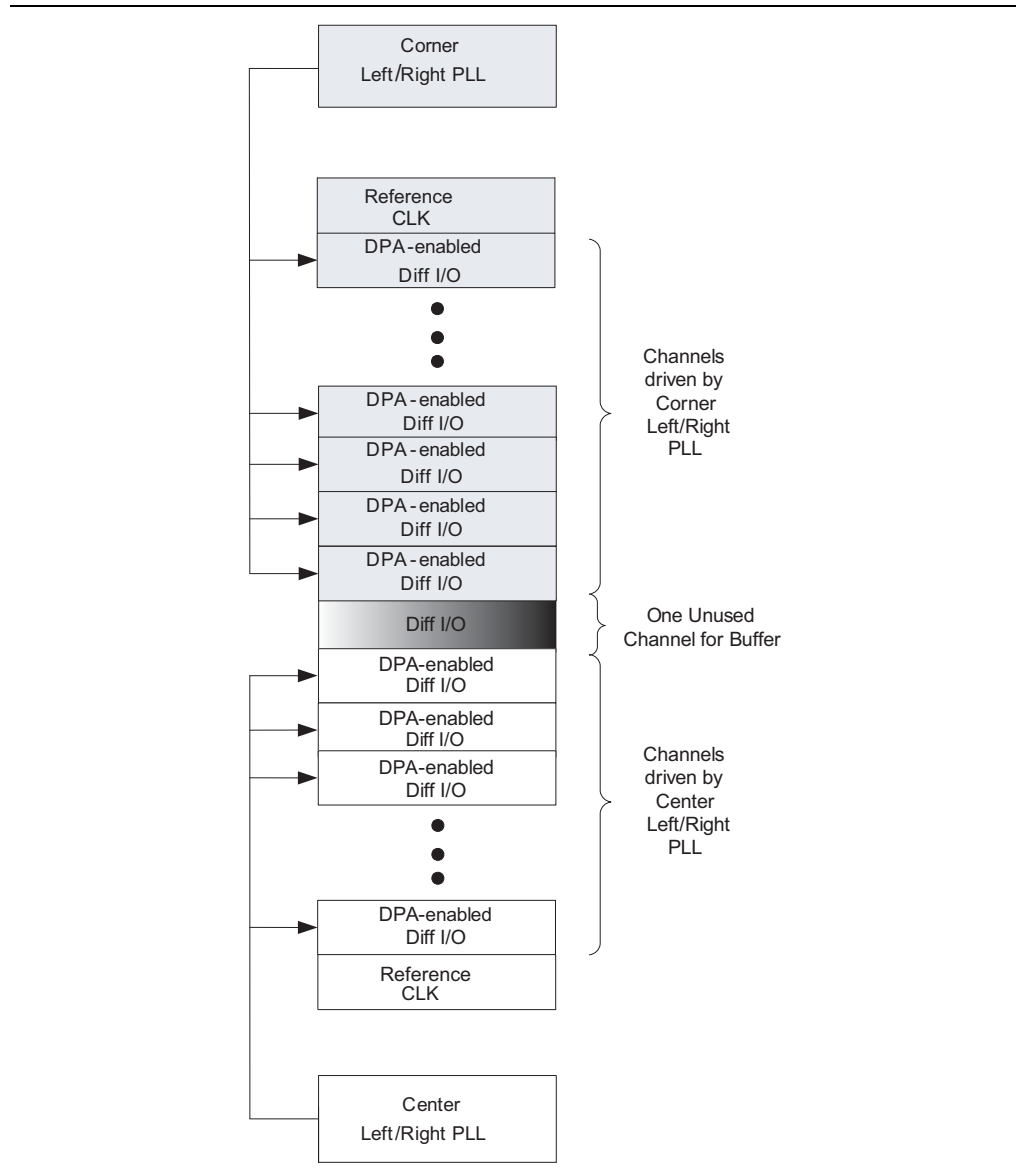 Corner
Left/Right PLL
Reference
CLK
DPA-enabled
Diff I/O
DPA-enabled
Diff I/O
DPA-enabled
Diff I/O
DPA-enabled
Diff I/O
DPA-enabled
Diff I/O
Channels
driven by
Corner
Left/Right
PLL
Diff I/O
One Unused
Channel for Buffer
DPA-enabled
Diff I/O
DPA-enabled
Diff I/O
DPA-enabled
Diff I/O
Channels
driven by
Center
Left/Right
PLL
DPA-enabled
Diff I/O
Reference
CLK
Center
Left/Right PLL